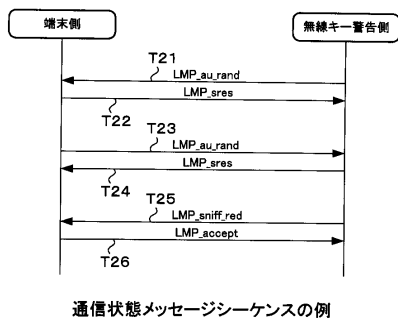 端末側
無線キー警告側
T21
LMP_au_rand
LMP_sres
T22
T23
LMP_au_rand
LMP_sres
T24
T25
LMP_sniff_red
LMP_accept
T26
通信状態メッセージシーケンスの例